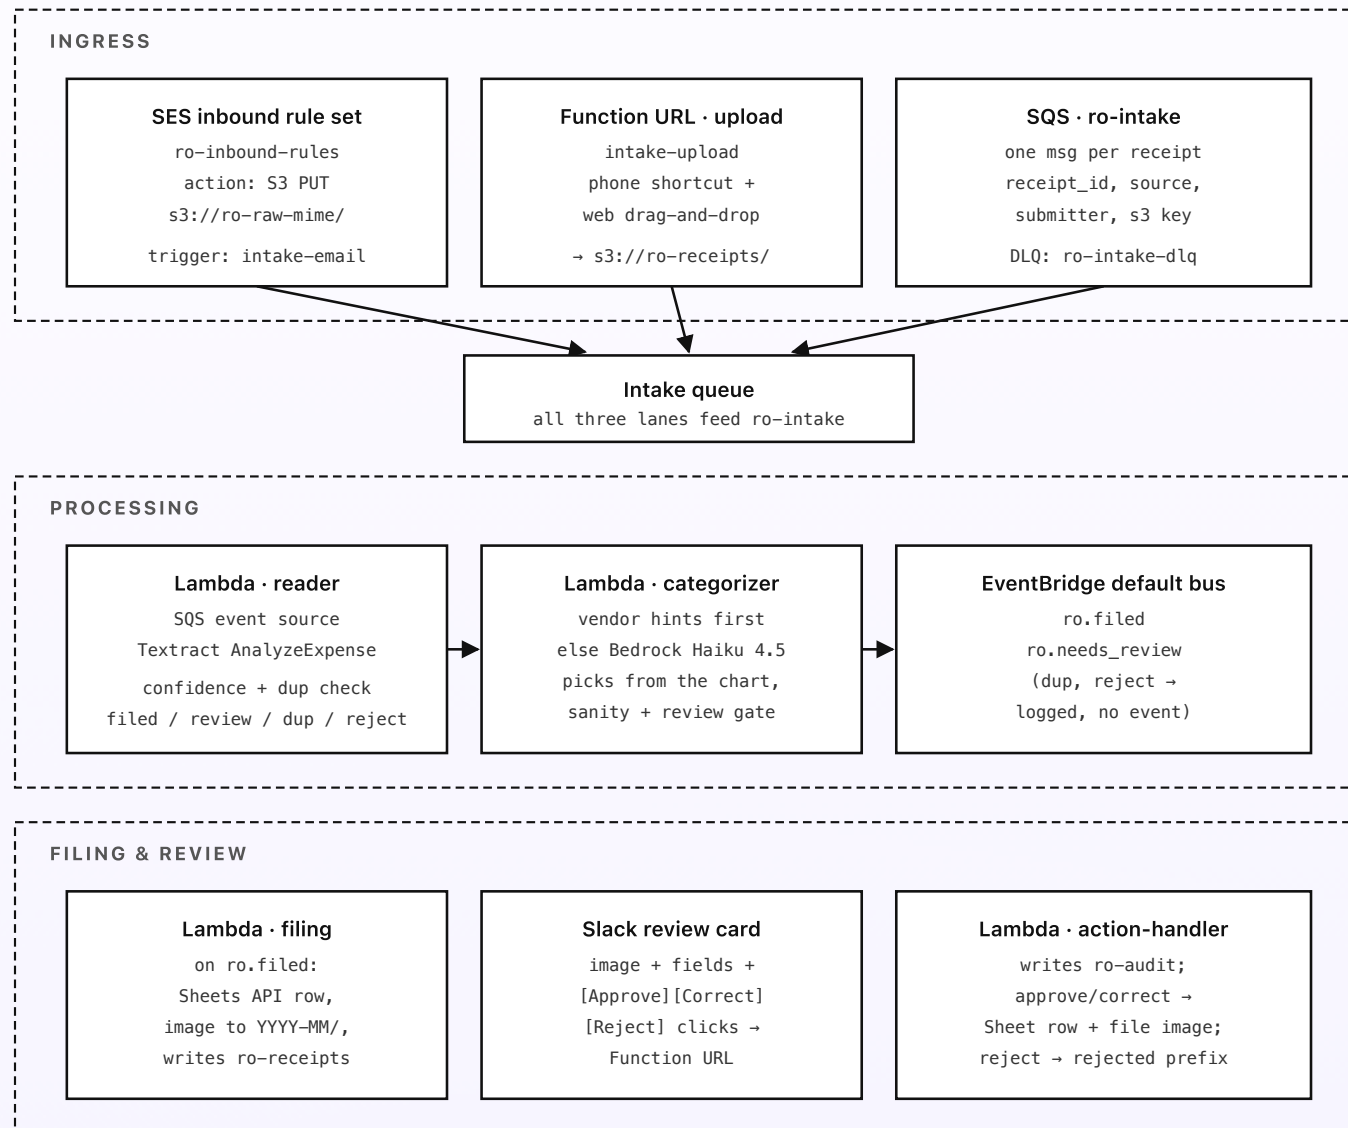 INGRESS
SES inbound rule set
ro-inbound-rules
action: S3 PUT
s3://ro-raw-mime/
trigger: intake-email
Function URL · upload
intake-upload
phone shortcut +
web drag-and-drop
→ s3://ro-receipts/
SQS · ro-intake
one msg per receipt
receipt_id, source,
submitter, s3 key
DLQ: ro-intake-dlq
Intake queue
all three lanes feed ro-intake
PROCESSING
Lambda · reader
SQS event source
Textract AnalyzeExpense
confidence + dup check
filed / review / dup / reject
Lambda · categorizer
vendor hints first
else Bedrock Haiku 4.5
picks from the chart,
sanity + review gate
EventBridge default bus
ro.filed
ro.needs_review
(dup, reject →
logged, no event)
FILING & REVIEW
Lambda · filing
on ro.filed:
Sheets API row,
image to YYYY-MM/,
writes ro-receipts
Slack review card
image + fields +
[Approve][Correct]
[Reject] clicks →
Function URL
Lambda · action-handler
writes ro-audit;
approve/correct →
Sheet row + file image;
reject → rejected prefix